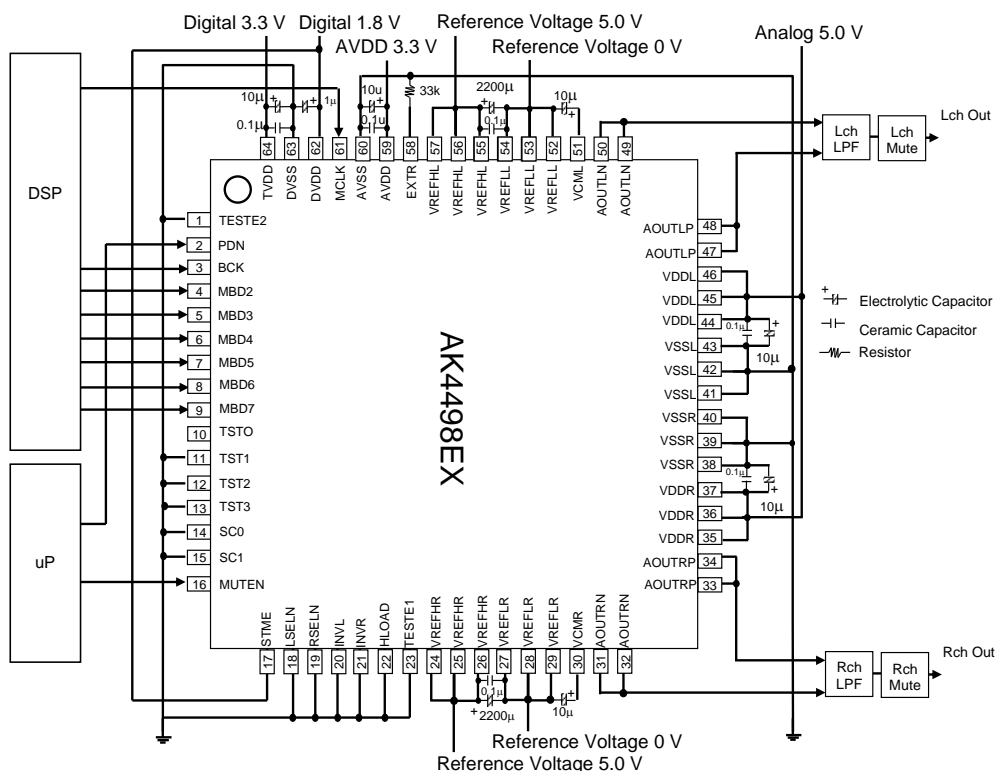 Digital 3.3 V
Digital 1.8 V
AVDD 3.3 V
Reference Voltage 5.0 V
Reference Voltage 0 V
Analog 5.0 V
10μ
0.1μ
1μ
10u
0.1u
33k
2200μ
0.1μ
10μ
64 63 62 61 60 59 58 57 56 55 54 53 52 51 50 49
TVDD
DVSS
DVDD
MCLK
AVSS
AVDD
EXTR
VREFHL
VREFHL
VREFHL
VREFLL
VREFLL
VREFLL
VCML
AOUTLN
AOUTLN
DSP
uP
1 TESTE2
2 PDN
3 BCK
4 MBD2
5 MBD3
6 MBD4
7 MBD5
8 MBD6
9 MBD7
10 TSTO
11 TST1
12 TST2
13 TST3
14 SC0
15 SC1
16 MUTEN
AK4498EX
AOUTLP 48
AOUTLP 47
VDDL 46
VDDL 45
VDDL 44
VSSL 43
VSSL 42
VSSL 41
VSSR 40
VSSR 39
VSSR 38
VDDR 37
VDDR 36
VDDR 35
AOUTRP 34
AOUTRP 33
0.1μ
+
10μ
0.1μ
+
10μ
Lch
LPF
Lch
Mute
Lch Out
+
Electrolytic Capacitor
Ceramic Capacitor
Resistor
Rch
LPF
Rch
Mute
Rch Out
STME
LSELN
RSELN
INVL
INVR
HLOAD
TESTE1
VREFHR
VREFHR
VREFHR
VREFLR
VREFLR
VREFLR
VCMR
AOUTRN
AOUTRN
17 18 19 20 21 22 23 24 25 26 27 28 29 30 31 32
0.1μ
+
2200μ
+
10μ
Reference Voltage 0 V
Reference Voltage 5.0 V